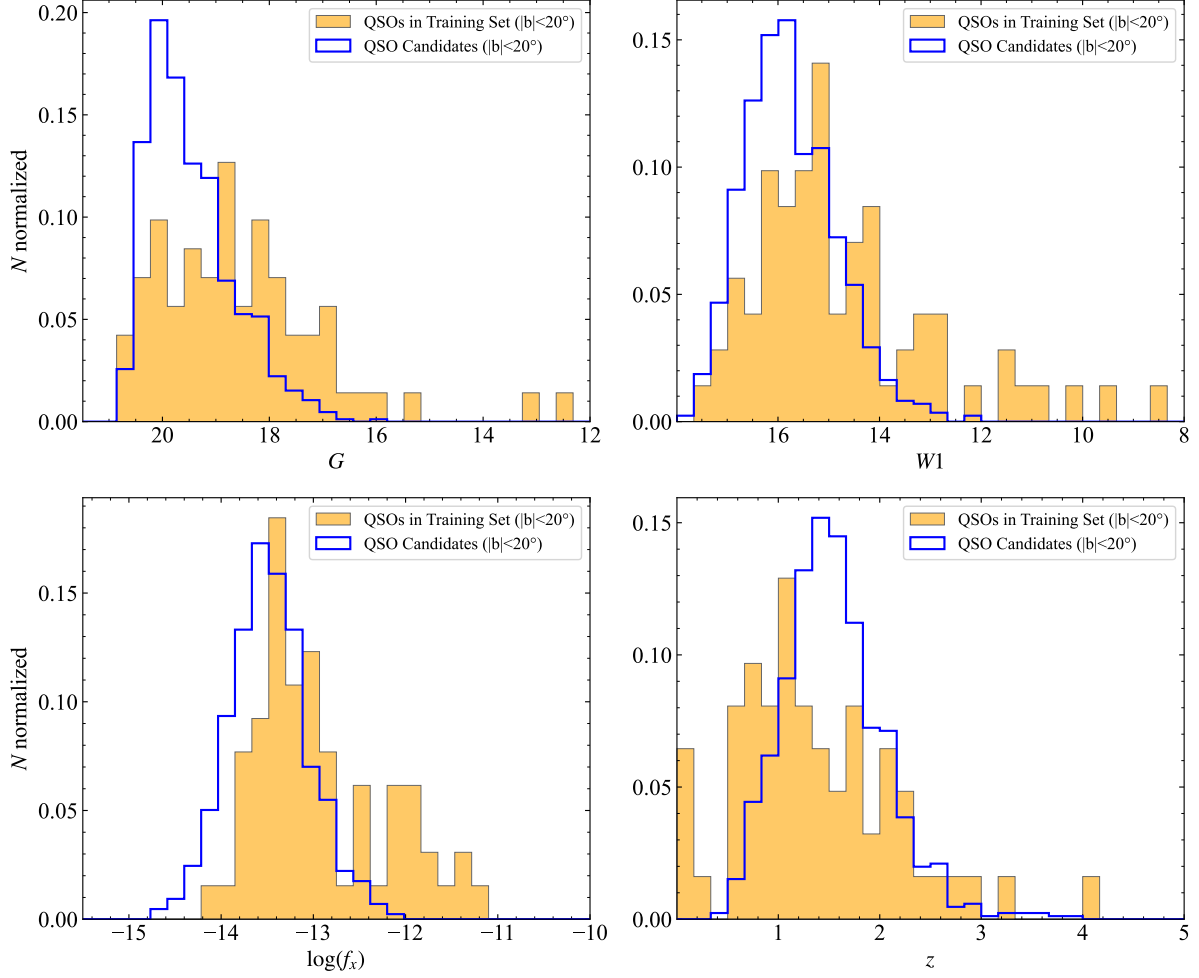 0.20
0.15
0.10
0.05
0.00
N normalized
20
18
16
14
12
G
QSOs in Training Set (|b|<20°)
QSO Candidates (|b|<20°)
0.15
0.10
0.05
0.00
16
14
12
10
8
W1
QSOs in Training Set (|b|<20°)
QSO Candidates (|b|<20°)
0.15
0.10
0.05
0.00
N normalized
−15
−14
−13
−12
−11
−10
log(fₓ)
QSOs in Training Set (|b|<20°)
QSO Candidates (|b|<20°)
0.15
0.10
0.05
0.00
1
2
3
4
5
z
QSOs in Training Set (|b|<20°)
QSO Candidates (|b|<20°)